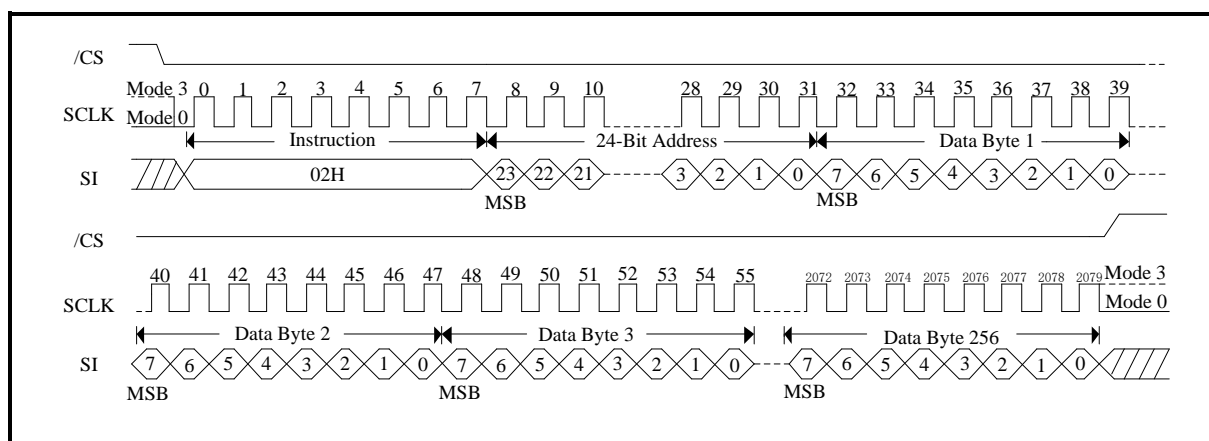 /CS
Mode 3 0 1 2 3 4 5 6 7 8 9 10 28 29 30 31 32 33 34 35 36 37 38 39
SCLK Mode 0
Instruction 24-Bit Address Data Byte 1
SI 02H 23 22 21 3 2 1 0 7 6 5 4 3 2 1 0
MSB MSB
/CS
40 41 42 43 44 45 46 47 48 49 50 51 52 53 54 55 2072 2073 2074 2075 2076 2077 2078 2079 Mode 3
SCLK Mode 0
Data Byte 2 Data Byte 3 Data Byte 256
SI 7 6 5 4 3 2 1 0 7 6 5 4 3 2 1 0 7 6 5 4 3 2 1 0
MSB MSB MSB